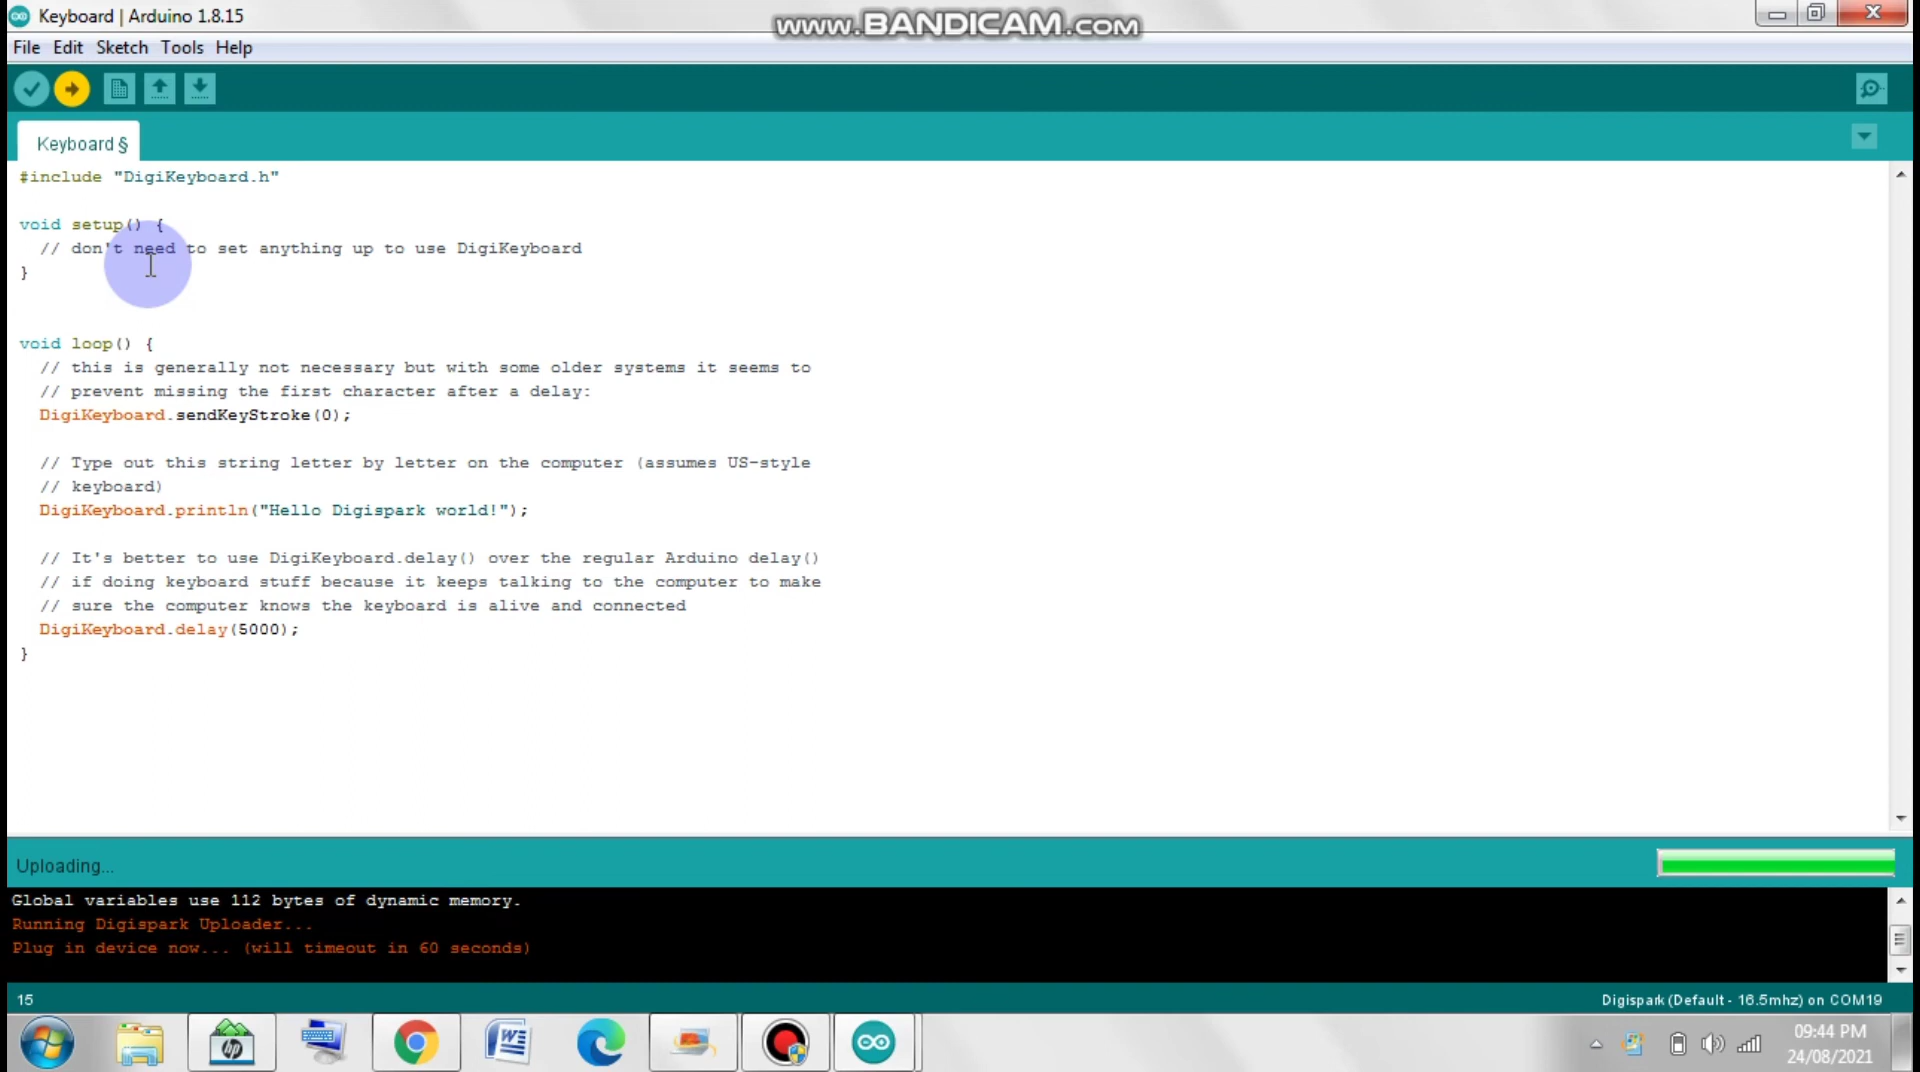 Keyboard | Arduino 1.8.15
www.BANDICAM.com
File Edit Sketch Tools Help
Keyboard §
#include "DigiKeyboard.h"
void setup() {
// don't need to set anything up to use DigiKeyboard
}
void loop() {
// this is generally not necessary but with some older systems it seems to
// prevent missing the first character after a delay:
DigiKeyboard.sendKeyStroke(0);
// Type out this string letter by letter on the computer (assumes US-style
// keyboard)
DigiKeyboard.println("Hello Digispark world!");
// It's better to use DigiKeyboard.delay() over the regular Arduino delay()
// if doing keyboard stuff because it keeps talking to the computer to make
// sure the computer knows the keyboard is alive and connected
DigiKeyboard.delay(5000);
}
Uploading...
Global variables use 112 bytes of dynamic memory.
Running Digispark Uploader...
Plug in device now... (will timeout in 60 seconds)
15
Digispark (Default - 16.5mhz) on COM19
hp
W
09:44 PM
24/08/2021